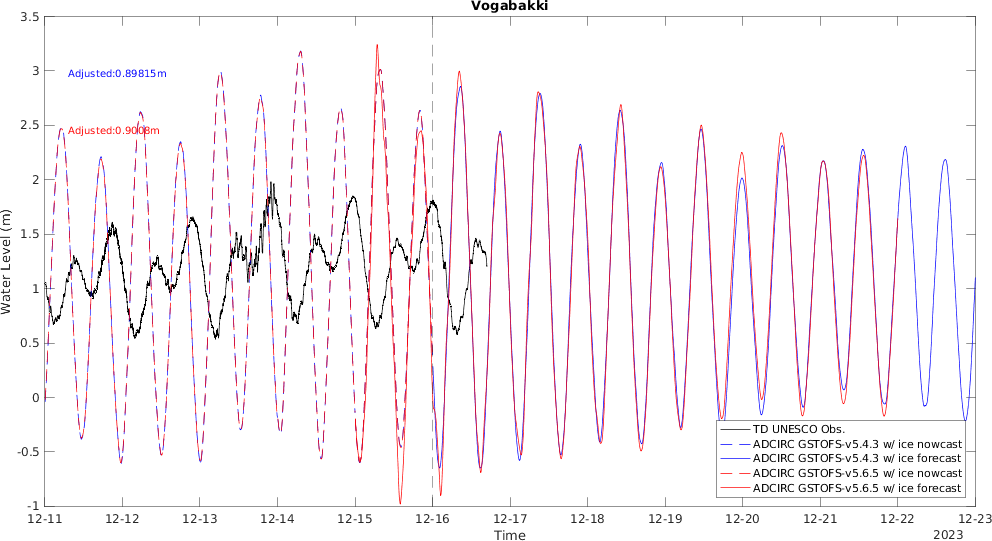 Vogabakki
3.5
3
2.5
2
1.5
1
0.5
0
-0.5
-1
Water Level (m)
Adjusted:0.89815m
Adjusted:0.9008m
TD UNESCO Obs.
ADCIRC GSTOFS-v5.4.3 w/ ice nowcast
ADCIRC GSTOFS-v5.4.3 w/ ice forecast
ADCIRC GSTOFS-v5.6.5 w/ ice nowcast
ADCIRC GSTOFS-v5.6.5 w/ ice forecast
12-11 12-12 12-13 12-14 12-15 12-16 12-17 12-18 12-19 12-20 12-21 12-22 12-23
Time
2023